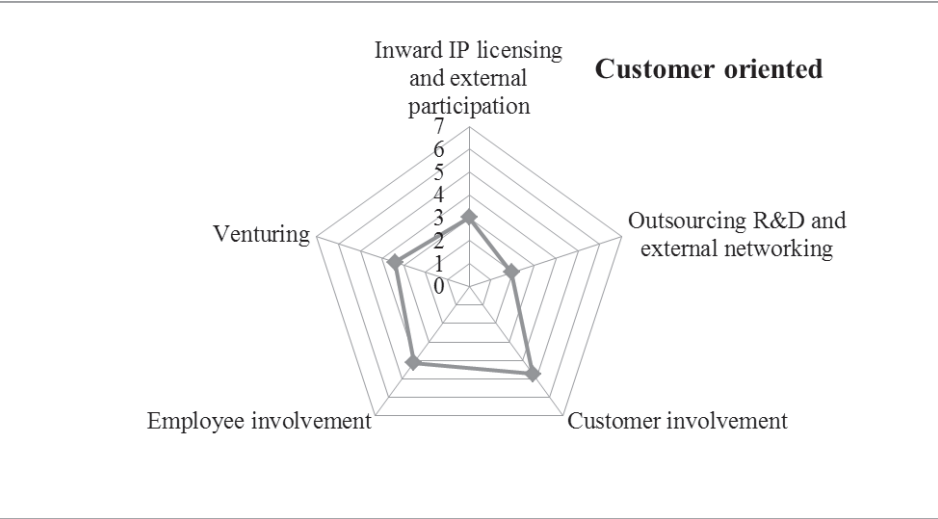 Inward IP licensing
and external
participation
Customer oriented
7
6
5
4
3
2
1
0
Venturing
Outsourcing R&D and
external networking
Employee involvement
Customer involvement